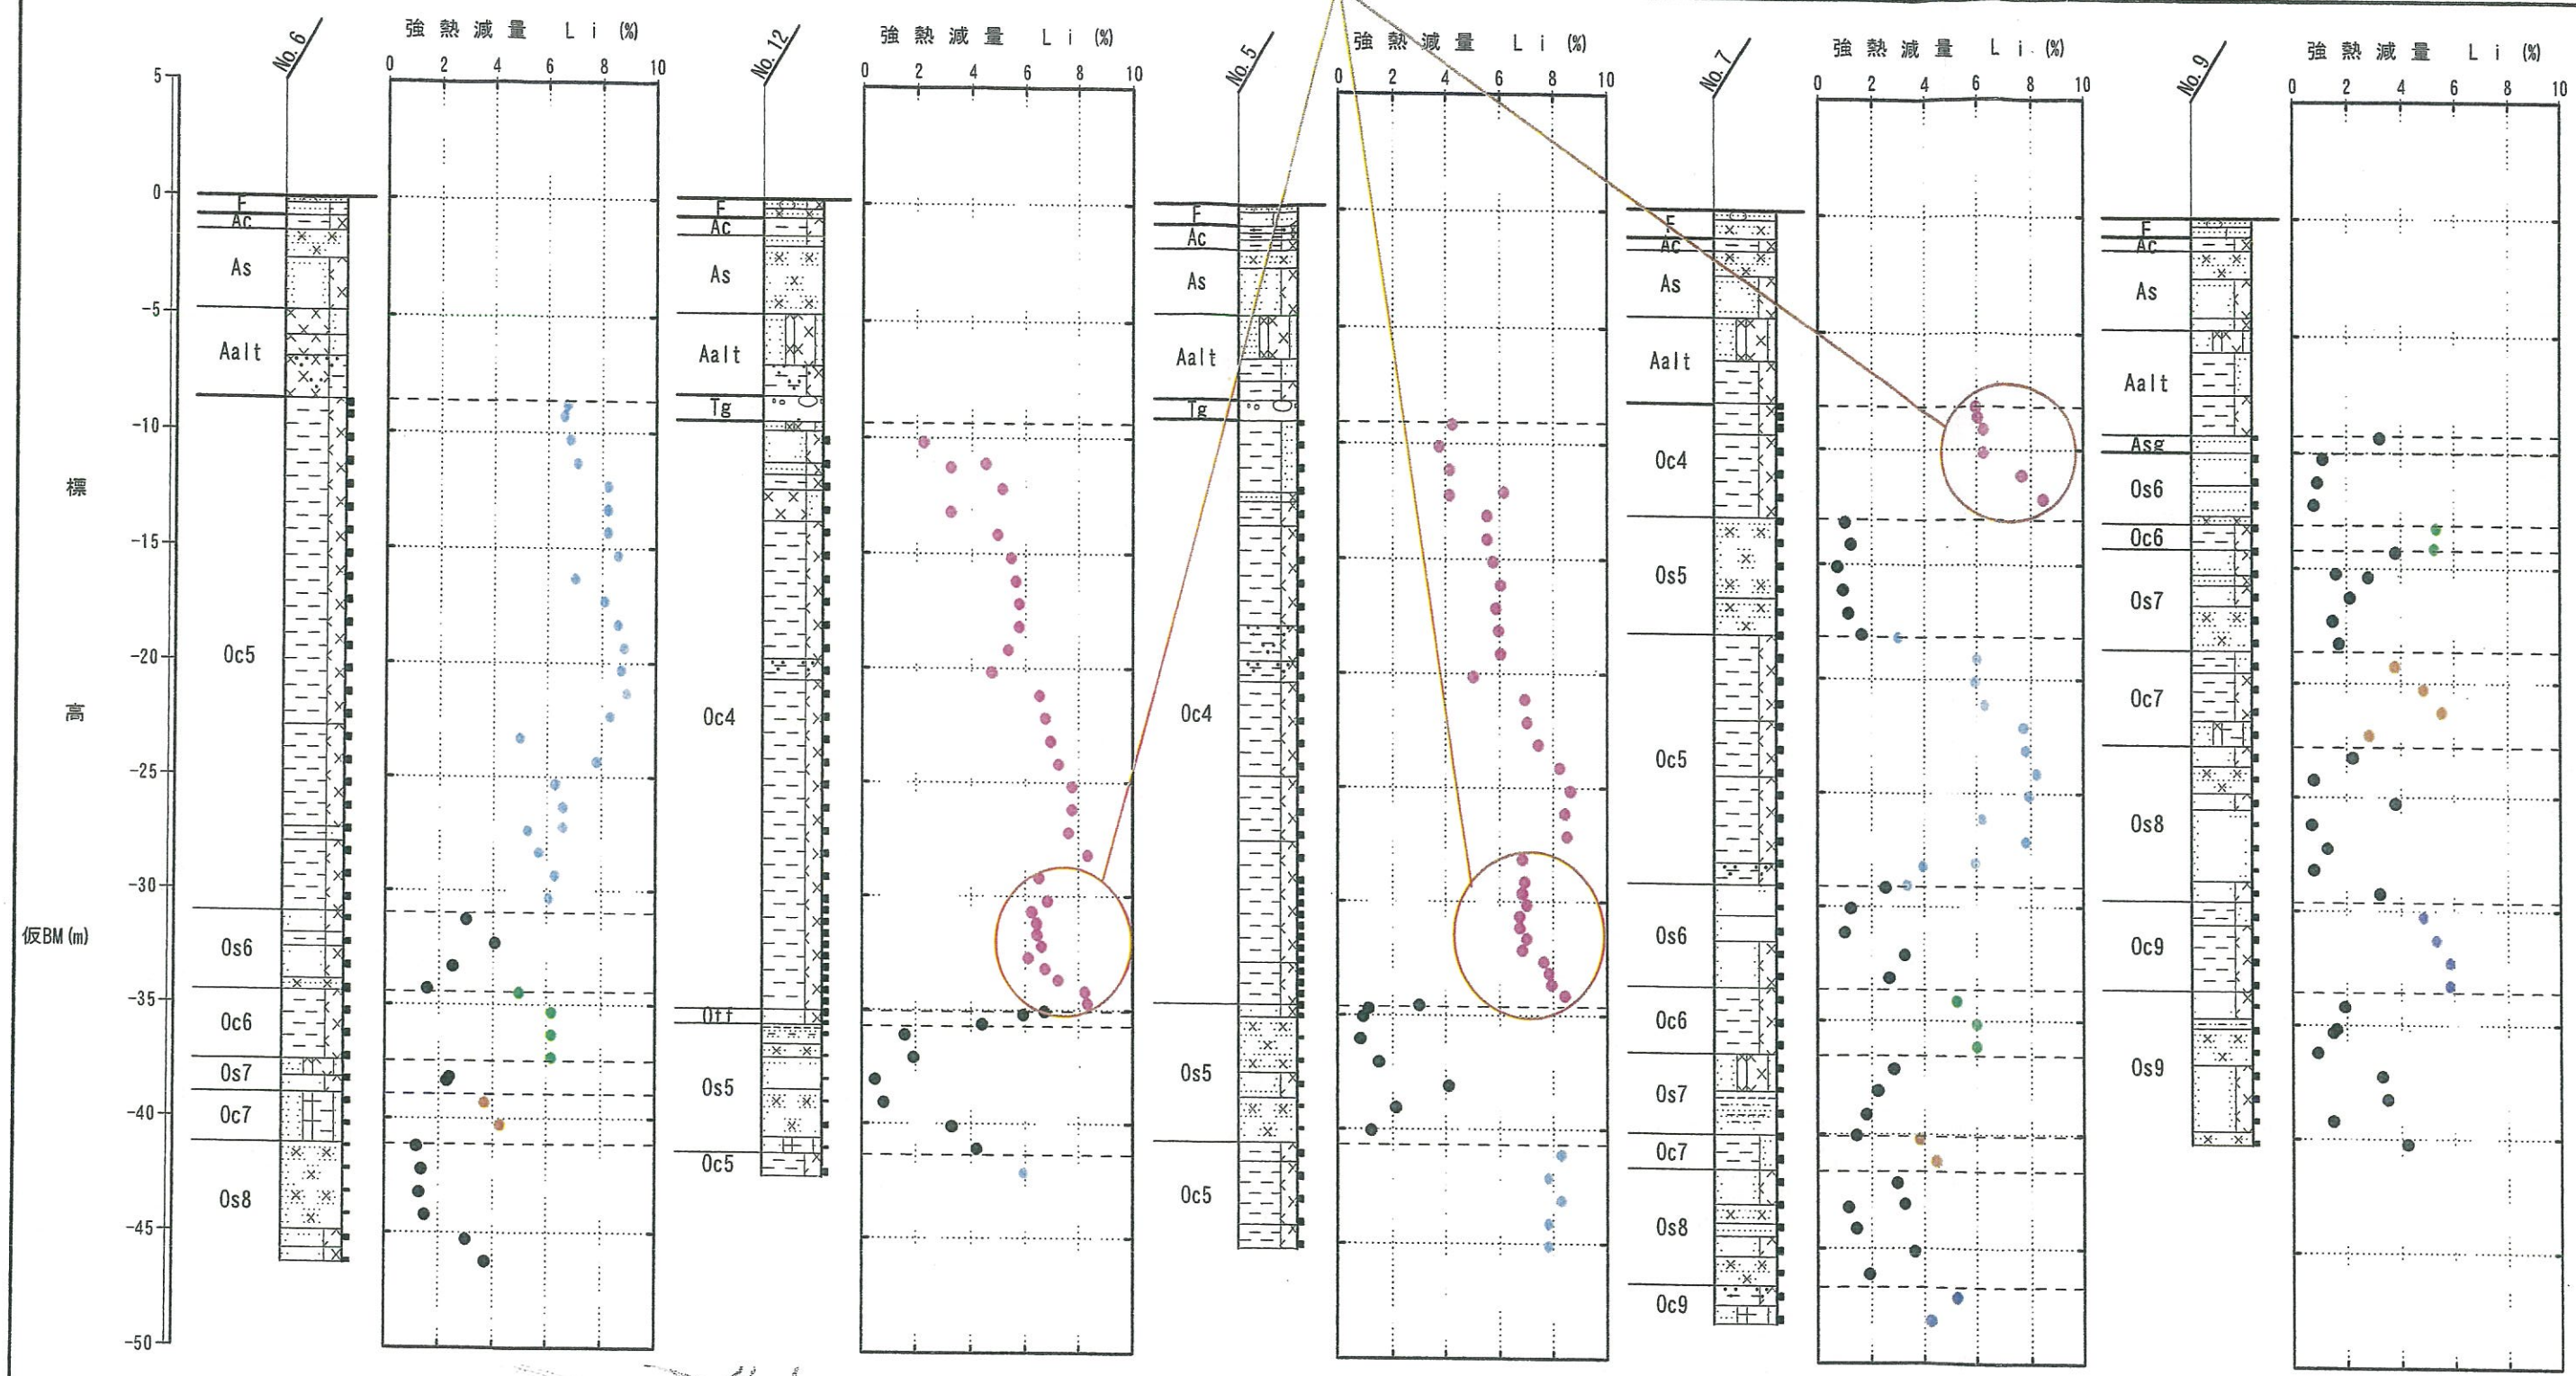 No. 6
強 熱 減 量 L i (%)
0 2 4 6 8 10
No. 12
強 熱 減 量 L i (%)
0 2 4 6 8 10
No. 5
強 熱 減 量 L i (%)
0 2 4 6 8 10
No. 7
強 熱 減 量 L i (%)
0 2 4 6 8 10
No. 9
強 熱 減 量 L i (%)
0 2 4 6 8 10
標
高
仮BM(m)
5
0
-5
-10
-15
-20
-25
-30
-35
-40
-45
-50
F
Ac
As
Aalt
Oc5
Os6
Oc6
Os7
Oc7
Os8
F
Ac
As
Aalt
Tg
Oc4
Off
Os5
Oc5
F
Ac
As
Aalt
Tg
Oc4
Os5
Oc5
F
Ac
As
Aalt
Oc4
Os5
Oc5
Os6
Oc6
Os7
Oc7
Os8
Oc9
F
Ac
As
Aalt
Asg
Os6
Oc6
Os7
Oc7
Os8
Oc9
Os9